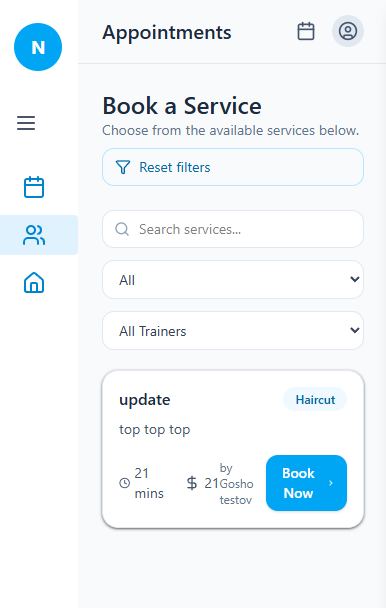 N
Appointments
Book a Service
Choose from the available services below.
Reset filters
Search services...
All
All Trainers
update
Haircut
top top top
21
mins
$ 21
by
Gosho
testov
Book
Now